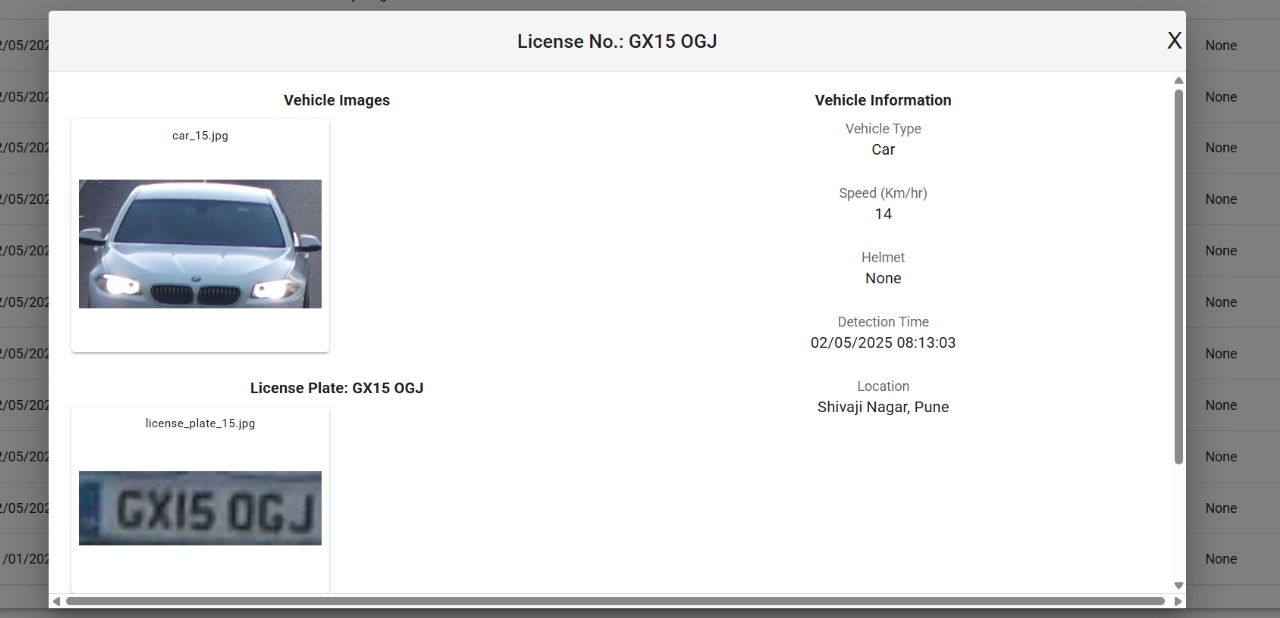 License No.: GX15 OGJ
X
Vehicle Images
car_15.jpg
License Plate: GX15 OGJ
license_plate_15.jpg
GX15 OGJ
Vehicle Information
Vehicle Type
Car
Speed (Km/hr)
14
Helmet
None
Detection Time
02/05/2025 08:13:03
Location
Shivaji Nagar, Pune
2/05/202
None
2/05/202
None
2/05/202
None
2/05/202
None
2/05/202
None
2/05/202
None
2/05/202
None
2/05/202
None
2/05/202
None
2/05/202
None
/01/202
None